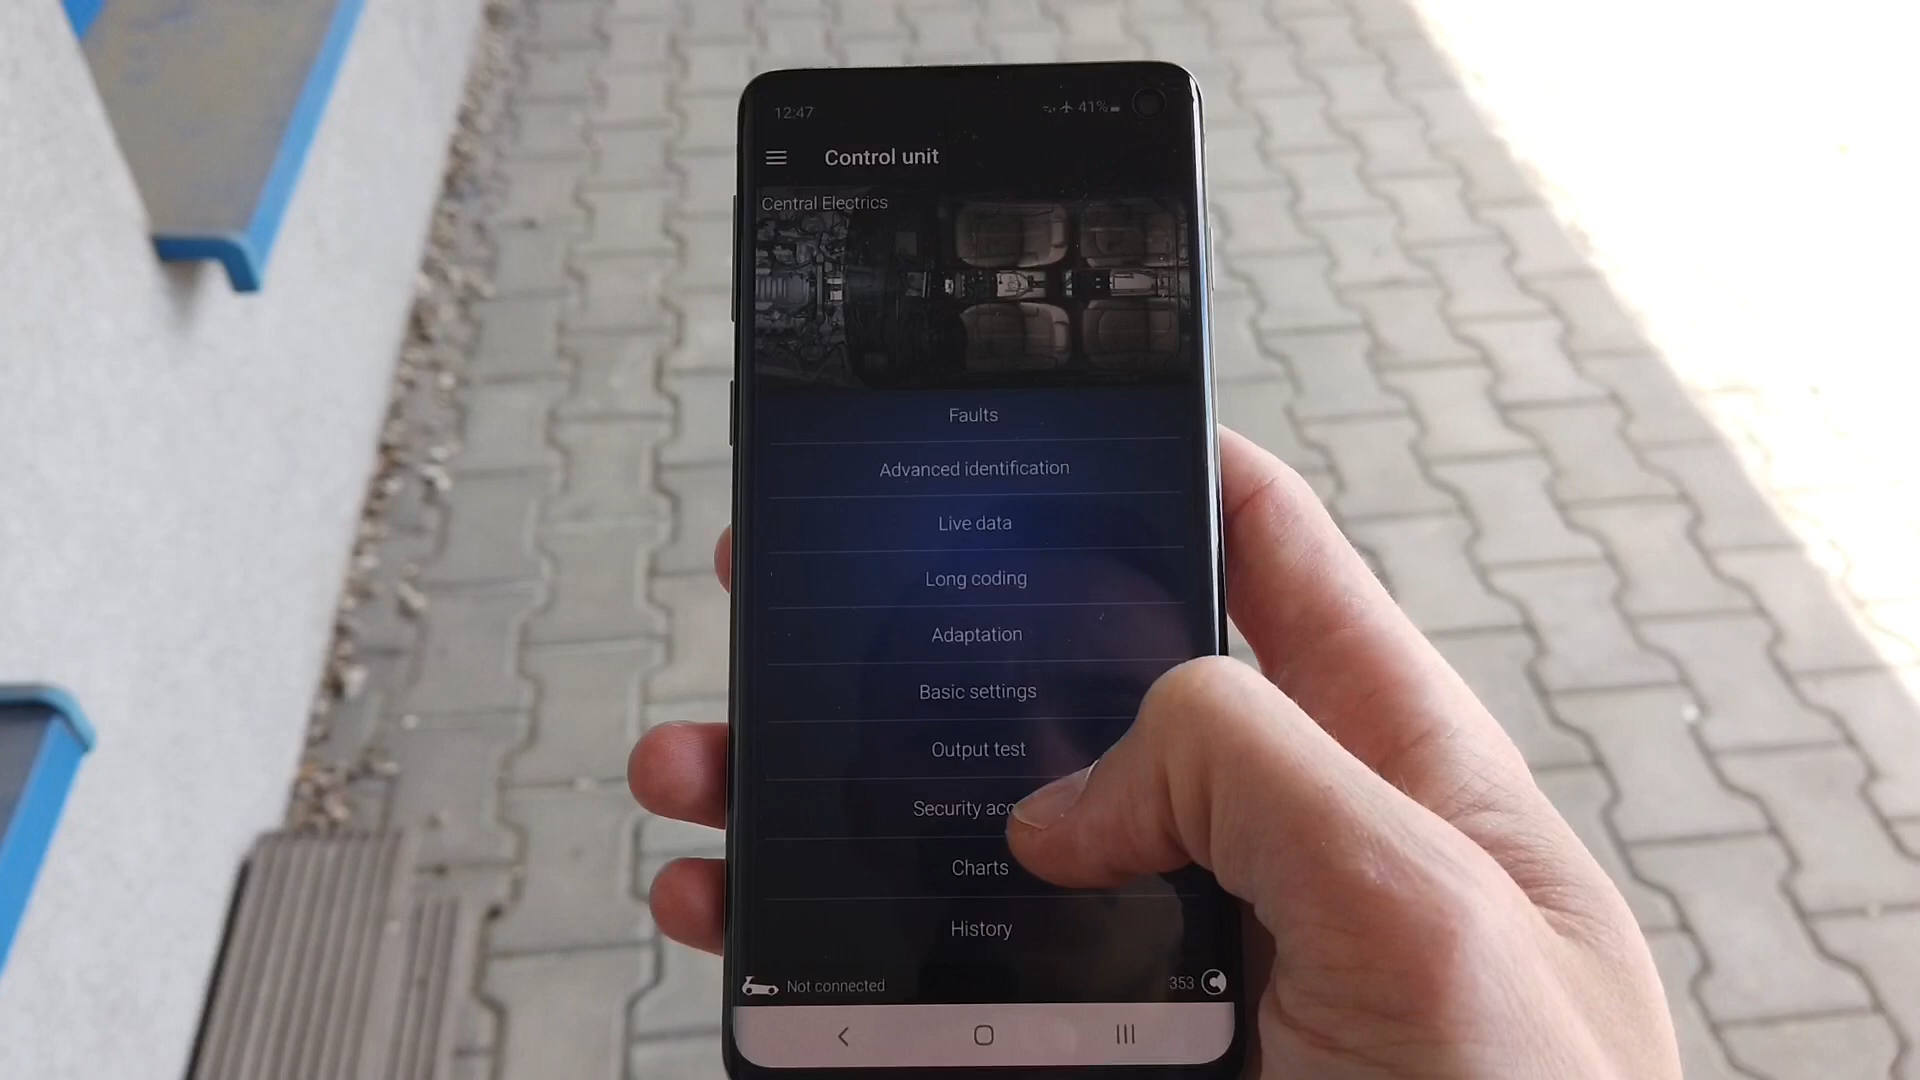 12:47
41%
Control unit
Central Electrics
Faults
Advanced identification
Live data
Long coding
Adaptation
Basic settings
Output test
Security
Charts
History
Not connected
353